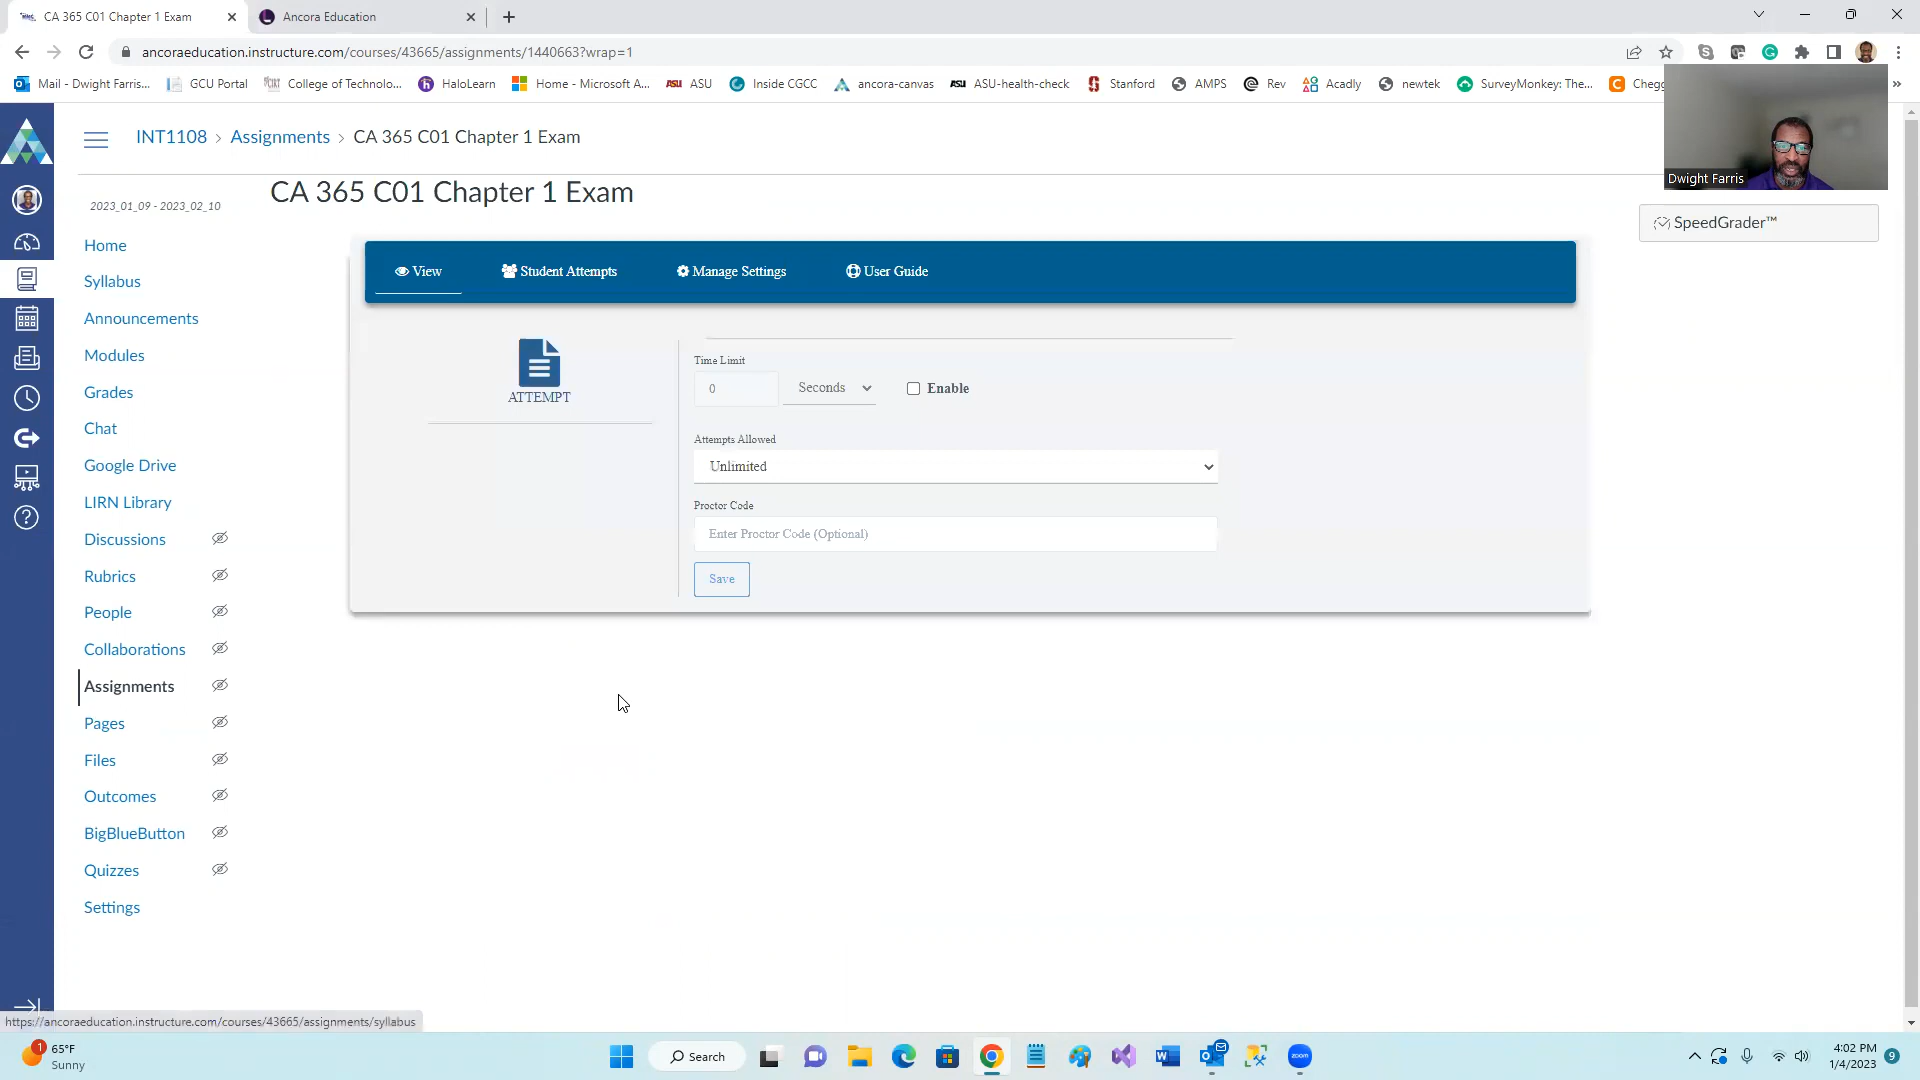 CA 365 C01 Chapter 1 Exam
Ancora Education
ancoraeducation.instructure.com/courses/43665/assignments/1440663?wrap=1
Mail - Dwight Farris...
GCU Portal
College of Technolo...
HaloLearn
Home - Microsoft A...
ASU ASU
Inside CGCC
ancora-canvas
ASU ASU-health-check
Stanford
AMPS
Rev
Acadly
newtek
SurveyMonkey: The...
Chegg
Dwight Farris
INT1108 › Assignments › CA 365 C01 Chapter 1 Exam
2023_01_09 - 2023_02_10
CA 365 C01 Chapter 1 Exam
SpeedGrader™
Home
Syllabus
Announcements
Modules
Grades
Chat
Google Drive
LIRN Library
Discussions
Rubrics
People
Collaborations
Assignments
Pages
Files
Outcomes
BigBlueButton
Quizzes
Settings
View
Student Attempts
Manage Settings
User Guide
ATTEMPT
Time Limit
0
Seconds
Enable
Attempts Allowed
Unlimited
Proctor Code
Enter Proctor Code (Optional)
Save
https://ancoraeducation.instructure.com/courses/43665/assignments/syllabus
1
65°F
Sunny
Search
zoom
4:02 PM
1/4/2023
9